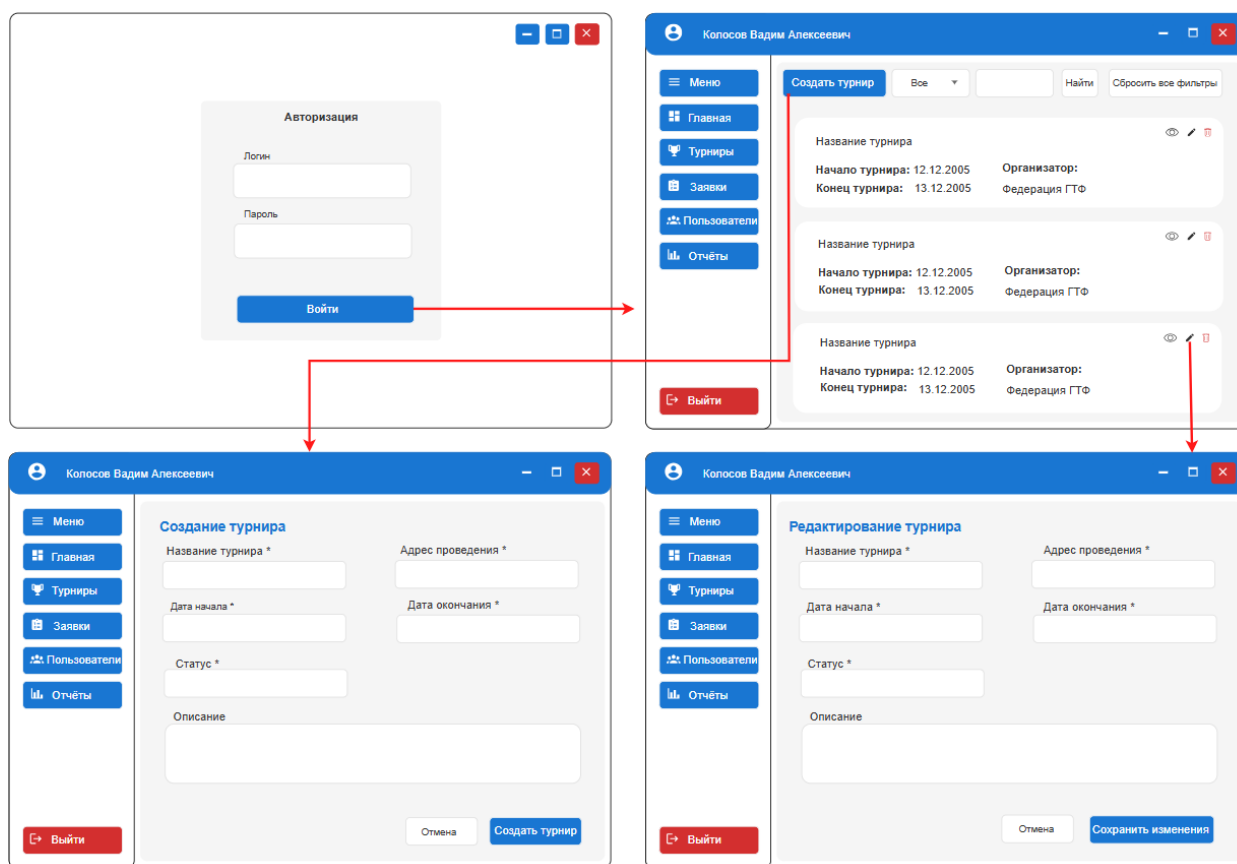 Авторизация
Логин
Пароль
Войти
Колосов Вадим Алексеевич
Меню
Главная
Турниры
Заявки
Пользователи
Отчёты
Выйти
Создать турнир
Все
Найти
Сбросить все фильтры
Название турнира
Начало турнира: 12.12.2005
Организатор:
Конец турнира: 13.12.2005
Федерация ГТФ
Название турнира
Начало турнира: 12.12.2005
Организатор:
Конец турнира: 13.12.2005
Федерация ГТФ
Название турнира
Начало турнира: 12.12.2005
Организатор:
Конец турнира: 13.12.2005
Федерация ГТФ
Колосов Вадим Алексеевич
Меню
Главная
Турниры
Заявки
Пользователи
Отчёты
Выйти
Создание турнира
Название турнира *
Адрес проведения *
Дата начала *
Дата окончания *
Статус *
Описание
Отмена
Создать турнир
Колосов Вадим Алексеевич
Меню
Главная
Турниры
Заявки
Пользователи
Отчёты
Выйти
Редактирование турнира
Название турнира *
Адрес проведения *
Дата начала *
Дата окончания *
Статус *
Описание
Отмена
Сохранить изменения